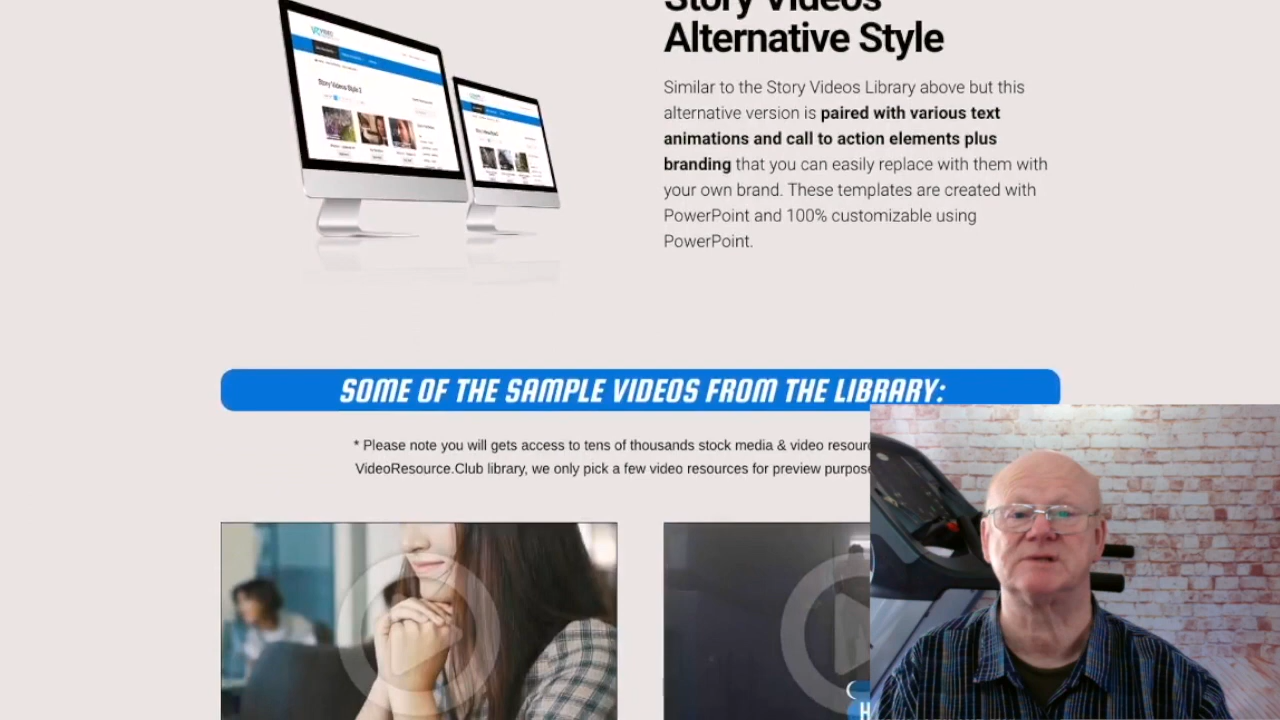 Story Videos
Alternative Style
Similar to the Story Videos Library above but this
alternative version is paired with various text
animations and call to action elements plus
branding that you can easily replace with them with
your own brand. These templates are created with
PowerPoint and 100% customizable using
PowerPoint.
SOME OF THE SAMPLE VIDEOS FROM THE LIBRARY:
* Please note you will gets access to tens of thousands stock media & video
VideoResource.Club library, we only pick a few video resources for preview
Story Videos Style 2